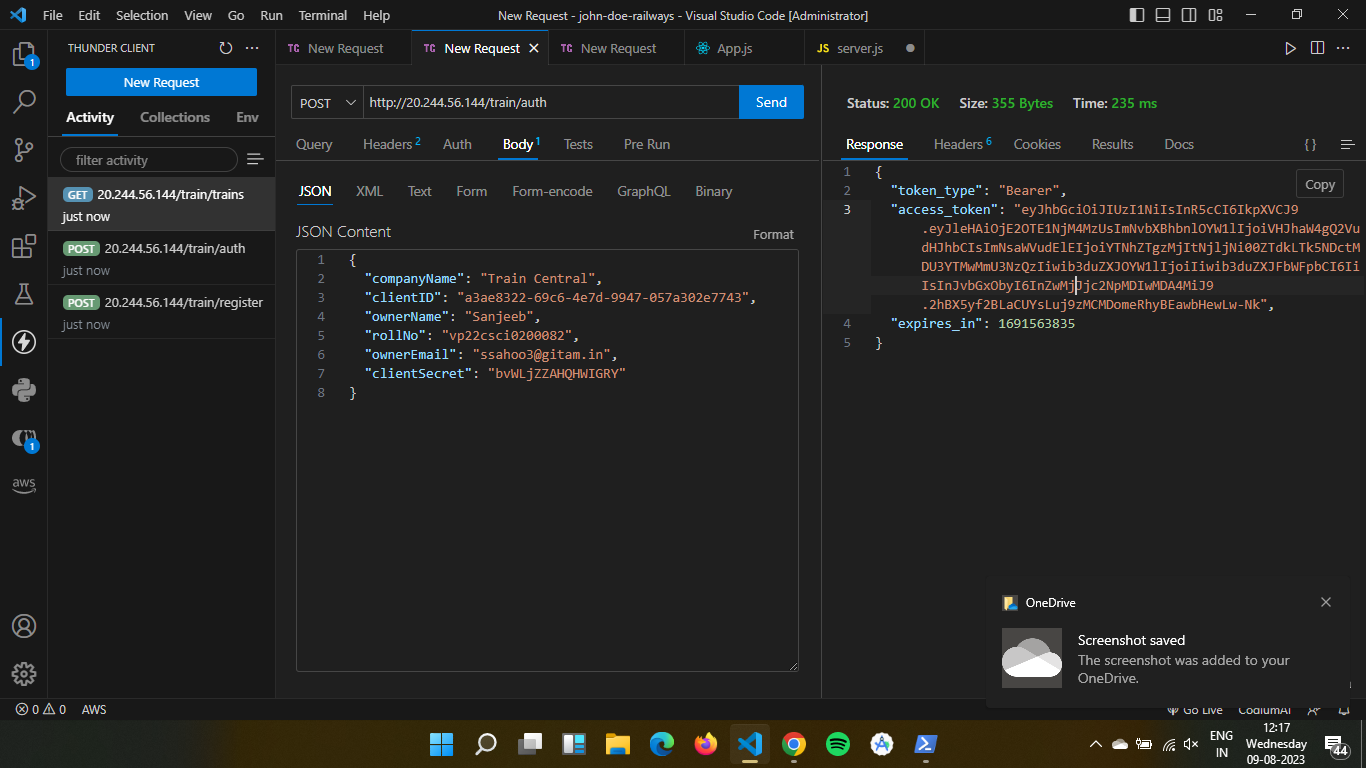 File Edit Selection View Go Run Terminal Help
New Request - john-doe-railways - Visual Studio Code [Administrator]
THUNDER CLIENT
New Request
Activity Collections Env
filter activity
GET 20.244.56.144/train/trains
just now
POST 20.244.56.144/train/auth
just now
POST 20.244.56.144/train/register
just now
1
1
aws
TC New Request
TC New Request
TC New Request
App.js
JS server.js
POST http://20.244.56.144/train/auth Send
Query Headers 2 Auth Body 1 Tests Pre Run
JSON XML Text Form Form-encode GraphQL Binary
JSON Content Format
1 {
2 "companyName": "Train Central",
3 "clientID": "a3ae8322-69c6-4e7d-9947-057a302e7743",
4 "ownerName": "Sanjeeb",
5 "rollNo": "vp22csci0200082",
6 "ownerEmail": "ssahoo3@gitam.in",
7 "clientSecret": "bvWLjZZAHQHWIGRY"
8 }
Status: 200 OK Size: 355 Bytes Time: 235 ms
Response Headers 6 Cookies Results Docs { }
Copy
1 {
2 "token_type": "Bearer",
3 "access_token": "eyJhbGciOiJIUzI1NiIsInR5cCI6IkpXVCJ9
.eyJleHAiOjE2OTE1NjM4MzUsImNvbXBhbnlOYW1lIjoiVHJhaW4gQ2Vu
dHJhbCIsImNsaWVudElEIjoiYTNhZTgzMjItNjljNi00ZTdkLTk5NDctM
DU3YTMwMmU3NzQzIiwib3duZXJOYW1lIjoiIiwib3duZXJFbWFpbCI6Ii
IsInJvbGxObyI6InZwMjJjc2NpMDIwMDA4MiJ9
.2hBX5yf2BLaCUYsLuj9zMCMDomeRhyBEawbHewLw-Nk",
4 "expires_in": 1691563835
5 }
OneDrive
Screenshot saved
The screenshot was added to your
OneDrive.
0 0 AWS
Go Live CodiumAI
ENG
IN
12:17
Wednesday
09-08-2023
44